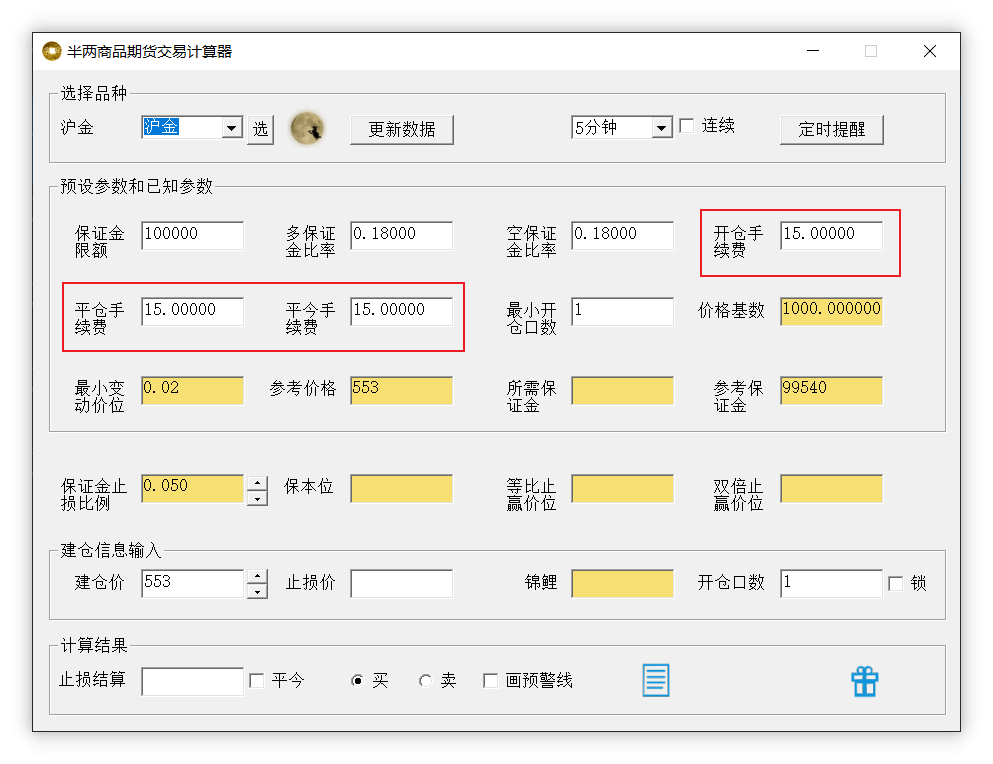 半两商品期货交易计算器
选择品种
沪金 沪金 选 更新数据 5分钟 连续 定时提醒
预设参数和已知参数
保证金
限额
100000
多保证
金比率
0.18000
空保证
金比率
0.18000
开仓手
续费
15.00000
平仓手
续费
15.00000
平今手
续费
15.00000
最小开
仓口数
1
价格基数 1000.000000
最小变
动价位
0.02
参考价格 553
所需保
证金
参考保
证金
99540
保证金止
损比例
0.050
保本位
等比止
赢价位
双倍止
赢价位
建仓信息输入
建仓价 553 止损价 锦鲤 开仓口数 1 锁
计算结果
止损结算 平今 买 卖 画预警线